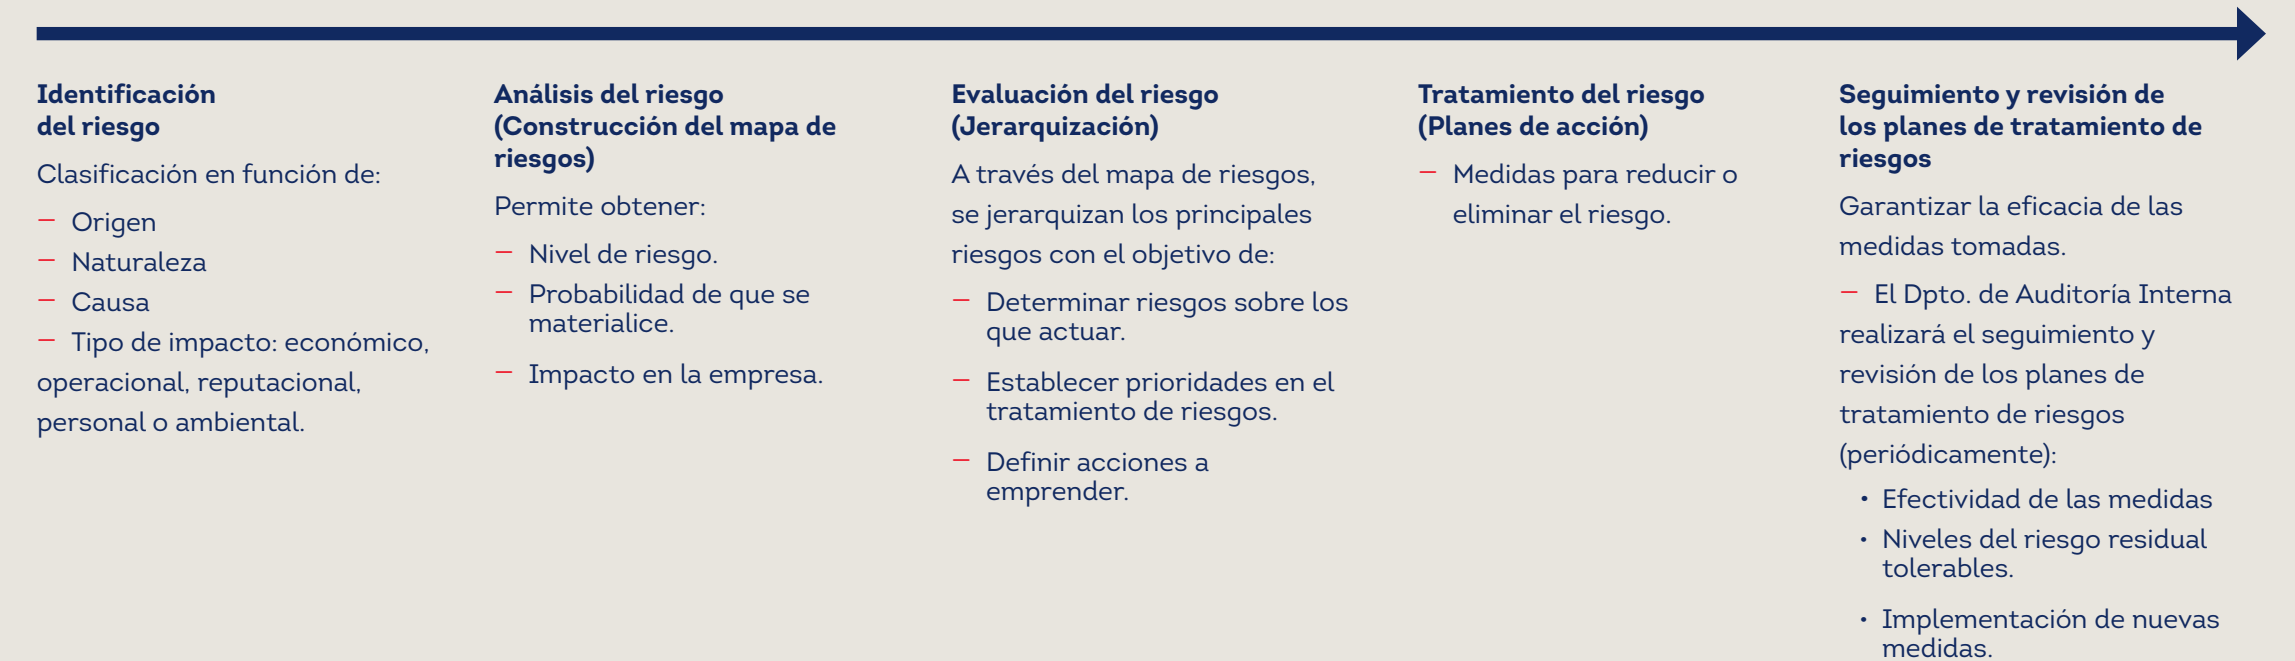 Identificación
del riesgo
Clasificación en función de:
— Origen
— Naturaleza
— Causa
— Tipo de impacto: económico,
operacional, reputacional,
personal o ambiental.
Análisis del riesgo
(Construcción del mapa de
riesgos)
Permite obtener:
— Nivel de riesgo.
— Probabilidad de que se
materialice.
— Impacto en la empresa.
Evaluación del riesgo
(Jerarquización)
A través del mapa de riesgos,
se jerarquizan los principales
riesgos con el objetivo de:
— Determinar riesgos sobre los
que actuar.
— Establecer prioridades en el
tratamiento de riesgos.
— Definir acciones a
emprender.
Tratamiento del riesgo
(Planes de acción)
— Medidas para reducir o
eliminar el riesgo.
Seguimiento y revisión de
los planes de tratamiento de
riesgos
Garantizar la eficacia de las
medidas tomadas.
— El Dpto. de Auditoría Interna
realizará el seguimiento y
revisión de los planes de
tratamiento de riesgos
(periódicamente):
• Efectividad de las medidas
• Niveles del riesgo residual
tolerables.
• Implementación de nuevas
medidas.